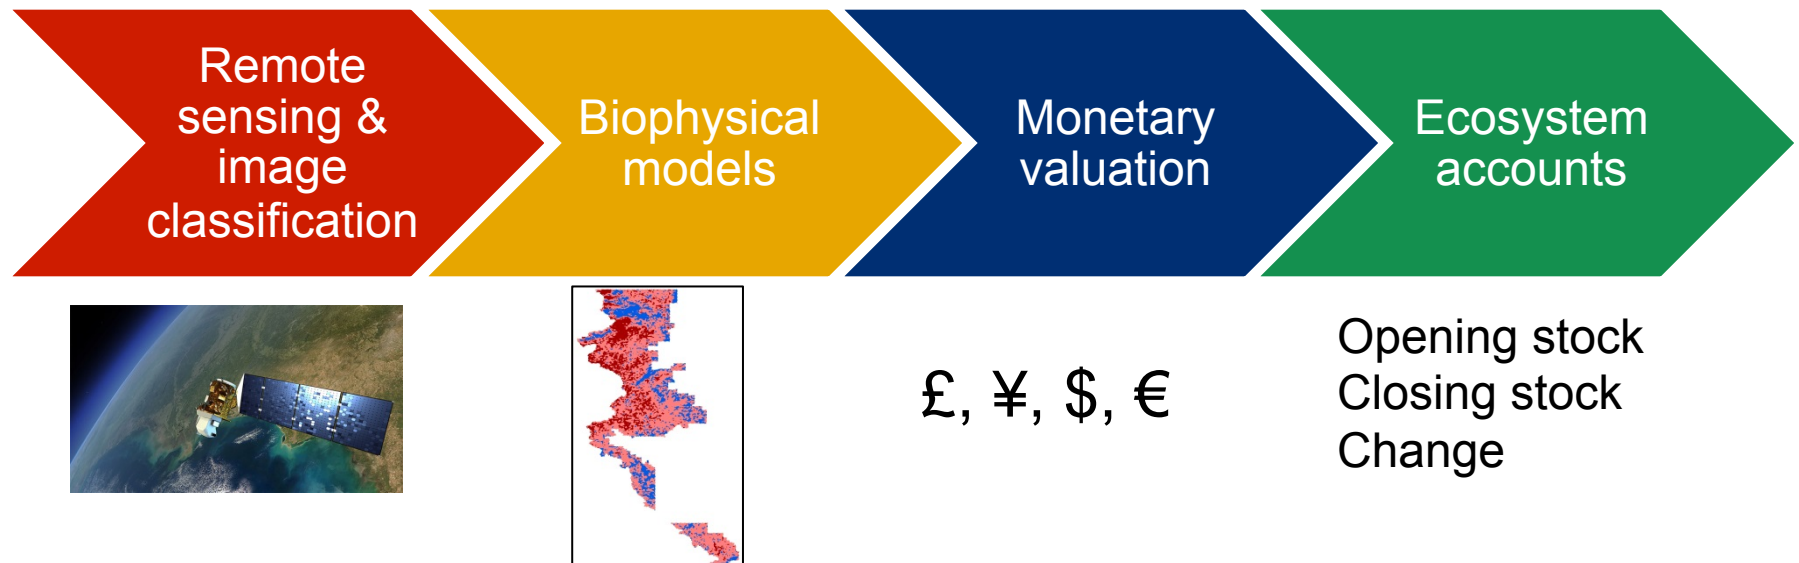 Remote
sensing &
image
classification
Biophysical
models
Monetary
valuation
Ecosystem
accounts
£, ¥, $, €
Opening stock
Closing stock
Change